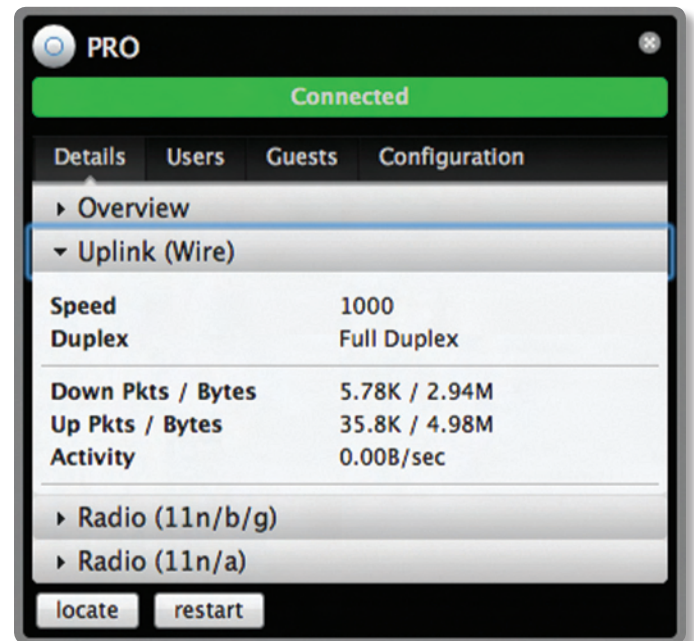 PRO
Connected
Details Users Guests Configuration
Overview
Uplink (Wire)
Speed 1000
Duplex Full Duplex
Down Pkts / Bytes 5.78K / 2.94M
Up Pkts / Bytes 35.8K / 4.98M
Activity 0.00B/sec
Radio (11n/b/g)
Radio (11n/a)
locate restart